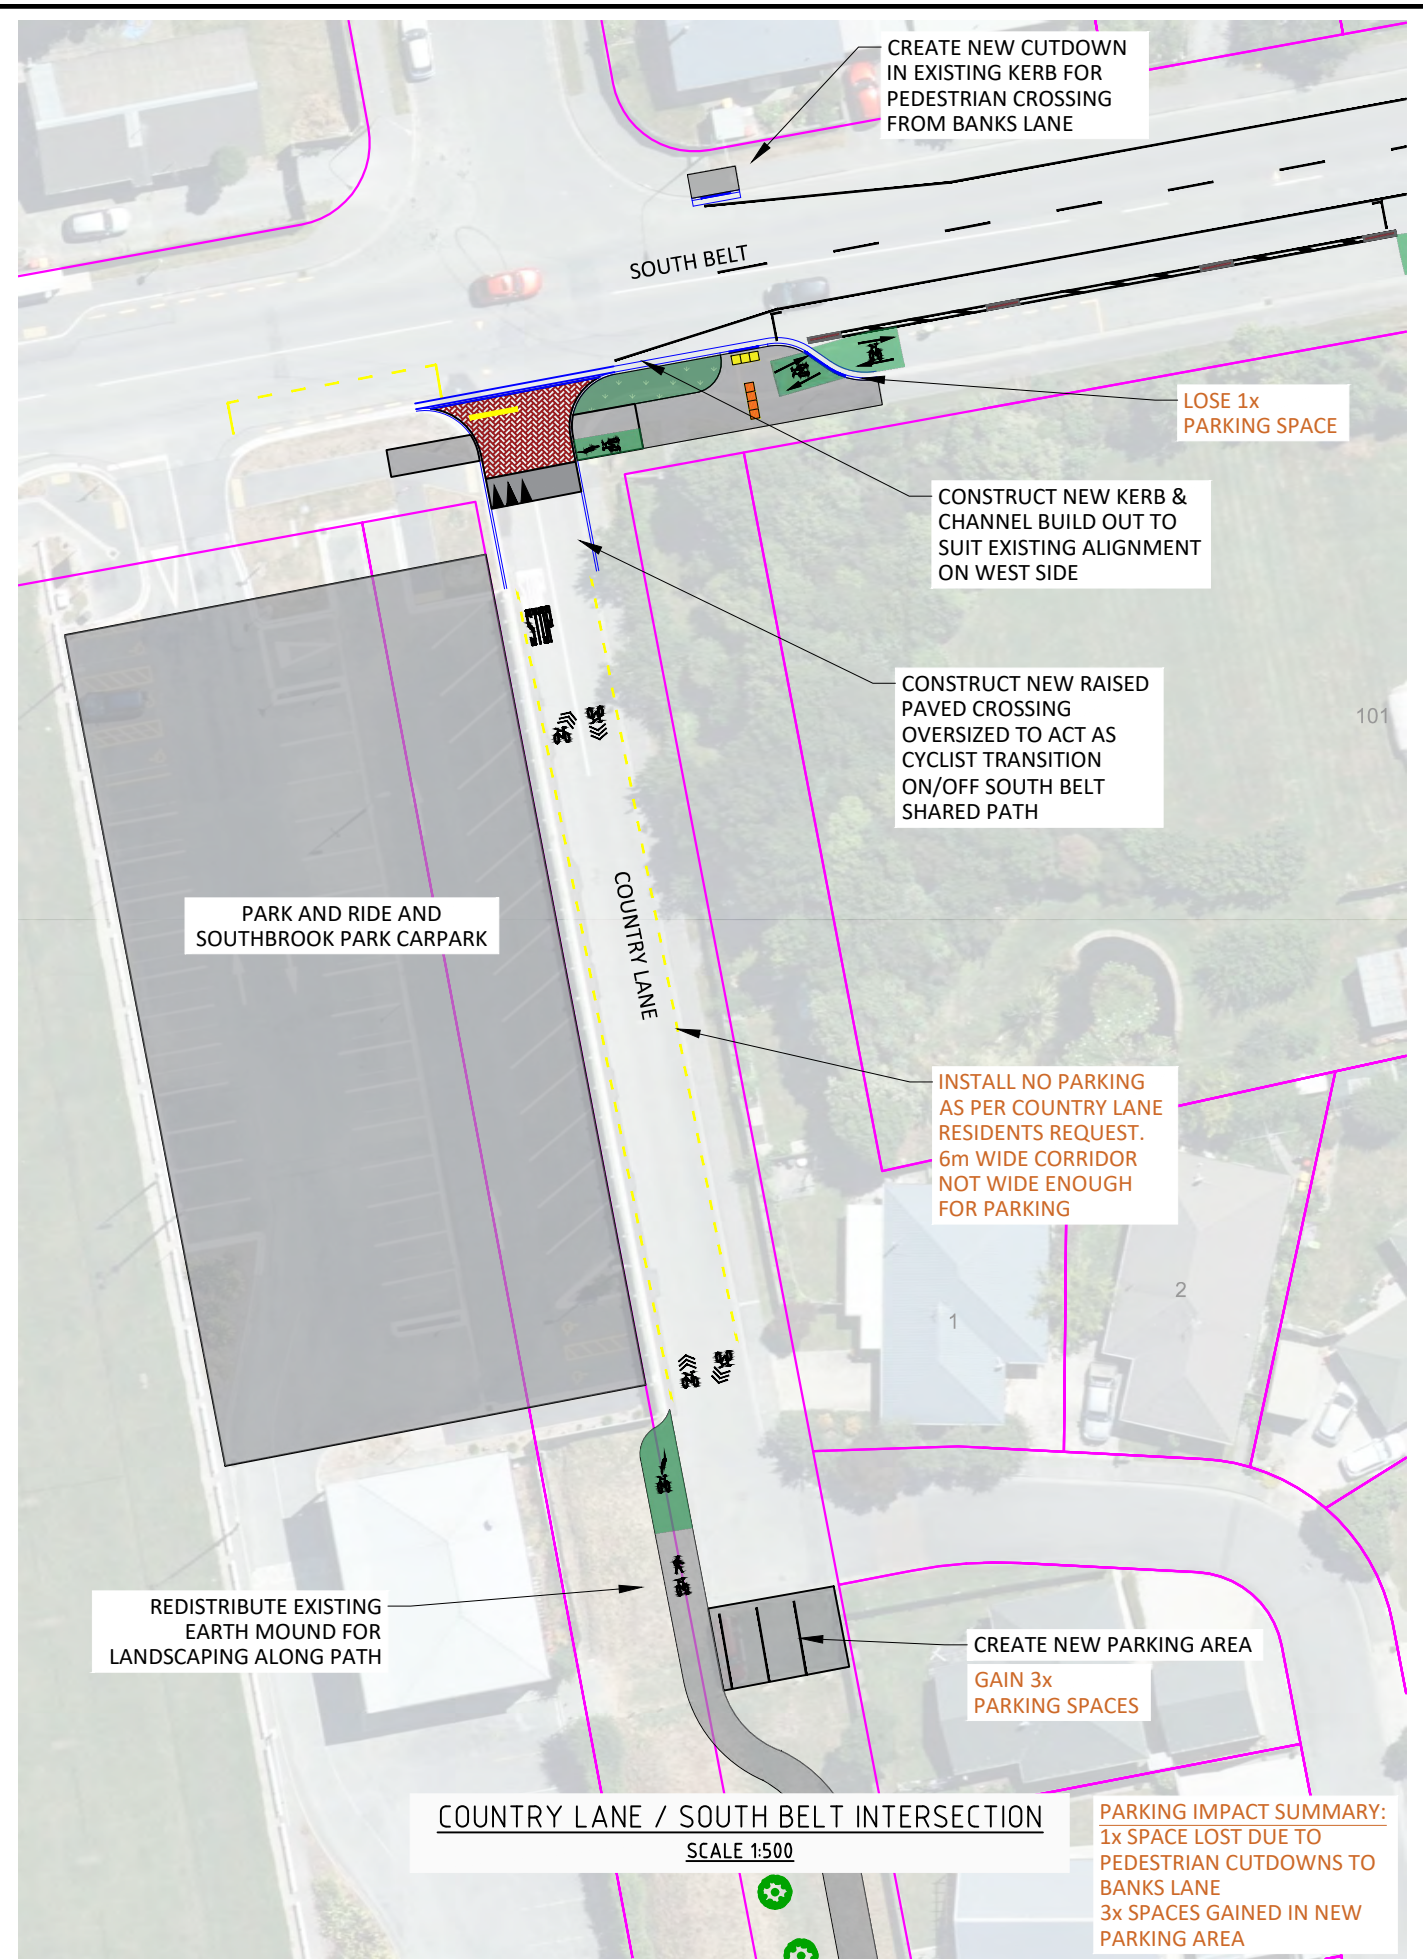 CREATE NEW CUTDOWN
IN EXISTING KERB FOR
PEDESTRIAN CROSSING
FROM BANKS LANE
SOUTH BELT
LOSE 1x
PARKING SPACE
CONSTRUCT NEW KERB &
CHANNEL BUILD OUT TO
SUIT EXISTING ALIGNMENT
ON WEST SIDE
CONSTRUCT NEW RAISED
PAVED CROSSING
OVERSIZED TO ACT AS
CYCLIST TRANSITION
ON/OFF SOUTH BELT
SHARED PATH
101
PARK AND RIDE AND
SOUTHBROOK PARK CARPARK
COUNTRY LANE
INSTALL NO PARKING
AS PER COUNTRY LANE
RESIDENTS REQUEST.
6m WIDE CORRIDOR
NOT WIDE ENOUGH
FOR PARKING
2
1
REDISTRIBUTE EXISTING
EARTH MOUND FOR
LANDSCAPING ALONG PATH
CREATE NEW PARKING AREA
GAIN 3x
PARKING SPACES
COUNTRY LANE / SOUTH BELT INTERSECTION
SCALE 1:500
PARKING IMPACT SUMMARY:
1x SPACE LOST DUE TO
PEDESTRIAN CUTDOWNS TO
BANKS LANE
3x SPACES GAINED IN NEW
PARKING AREA